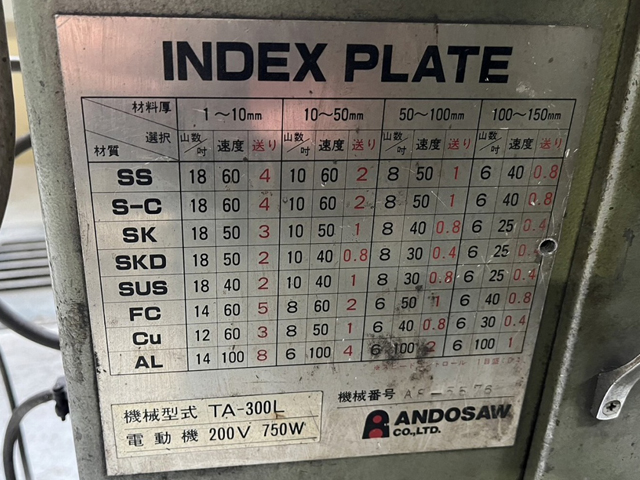 INDEX PLATE
材料厚 1～10mm 10～50mm 50～100mm 100～150mm
選択 山数/吋 速度 送り 山数/吋 速度 送り 山数/吋 速度 送り 山数/吋 速度 送り
材質
SS 18 60 4 10 60 2 8 50 1 6 40 0.8
S-C 18 60 4 10 60 2 8 50 1 6 40 0.8
SK 18 50 3 10 50 1 8 40 0.8 6 25 0.4
SKD 18 50 2 10 40 0.8 8 30 0.4 6 25 0.4
SUS 18 40 2 10 40 1 8 30 0.8 6 25 0.4
FC 14 60 5 8 60 2 6 50 1 6 40 0.8
Cu 12 60 3 8 50 1 6 40 0.8 6 30 0.4
AL 14 100 8 6 100 4 6 100 2 6 100 1
機械型式 TA-300L
電動機 200V 750W
機械番号
ANDOSAW
CO.,LTD.